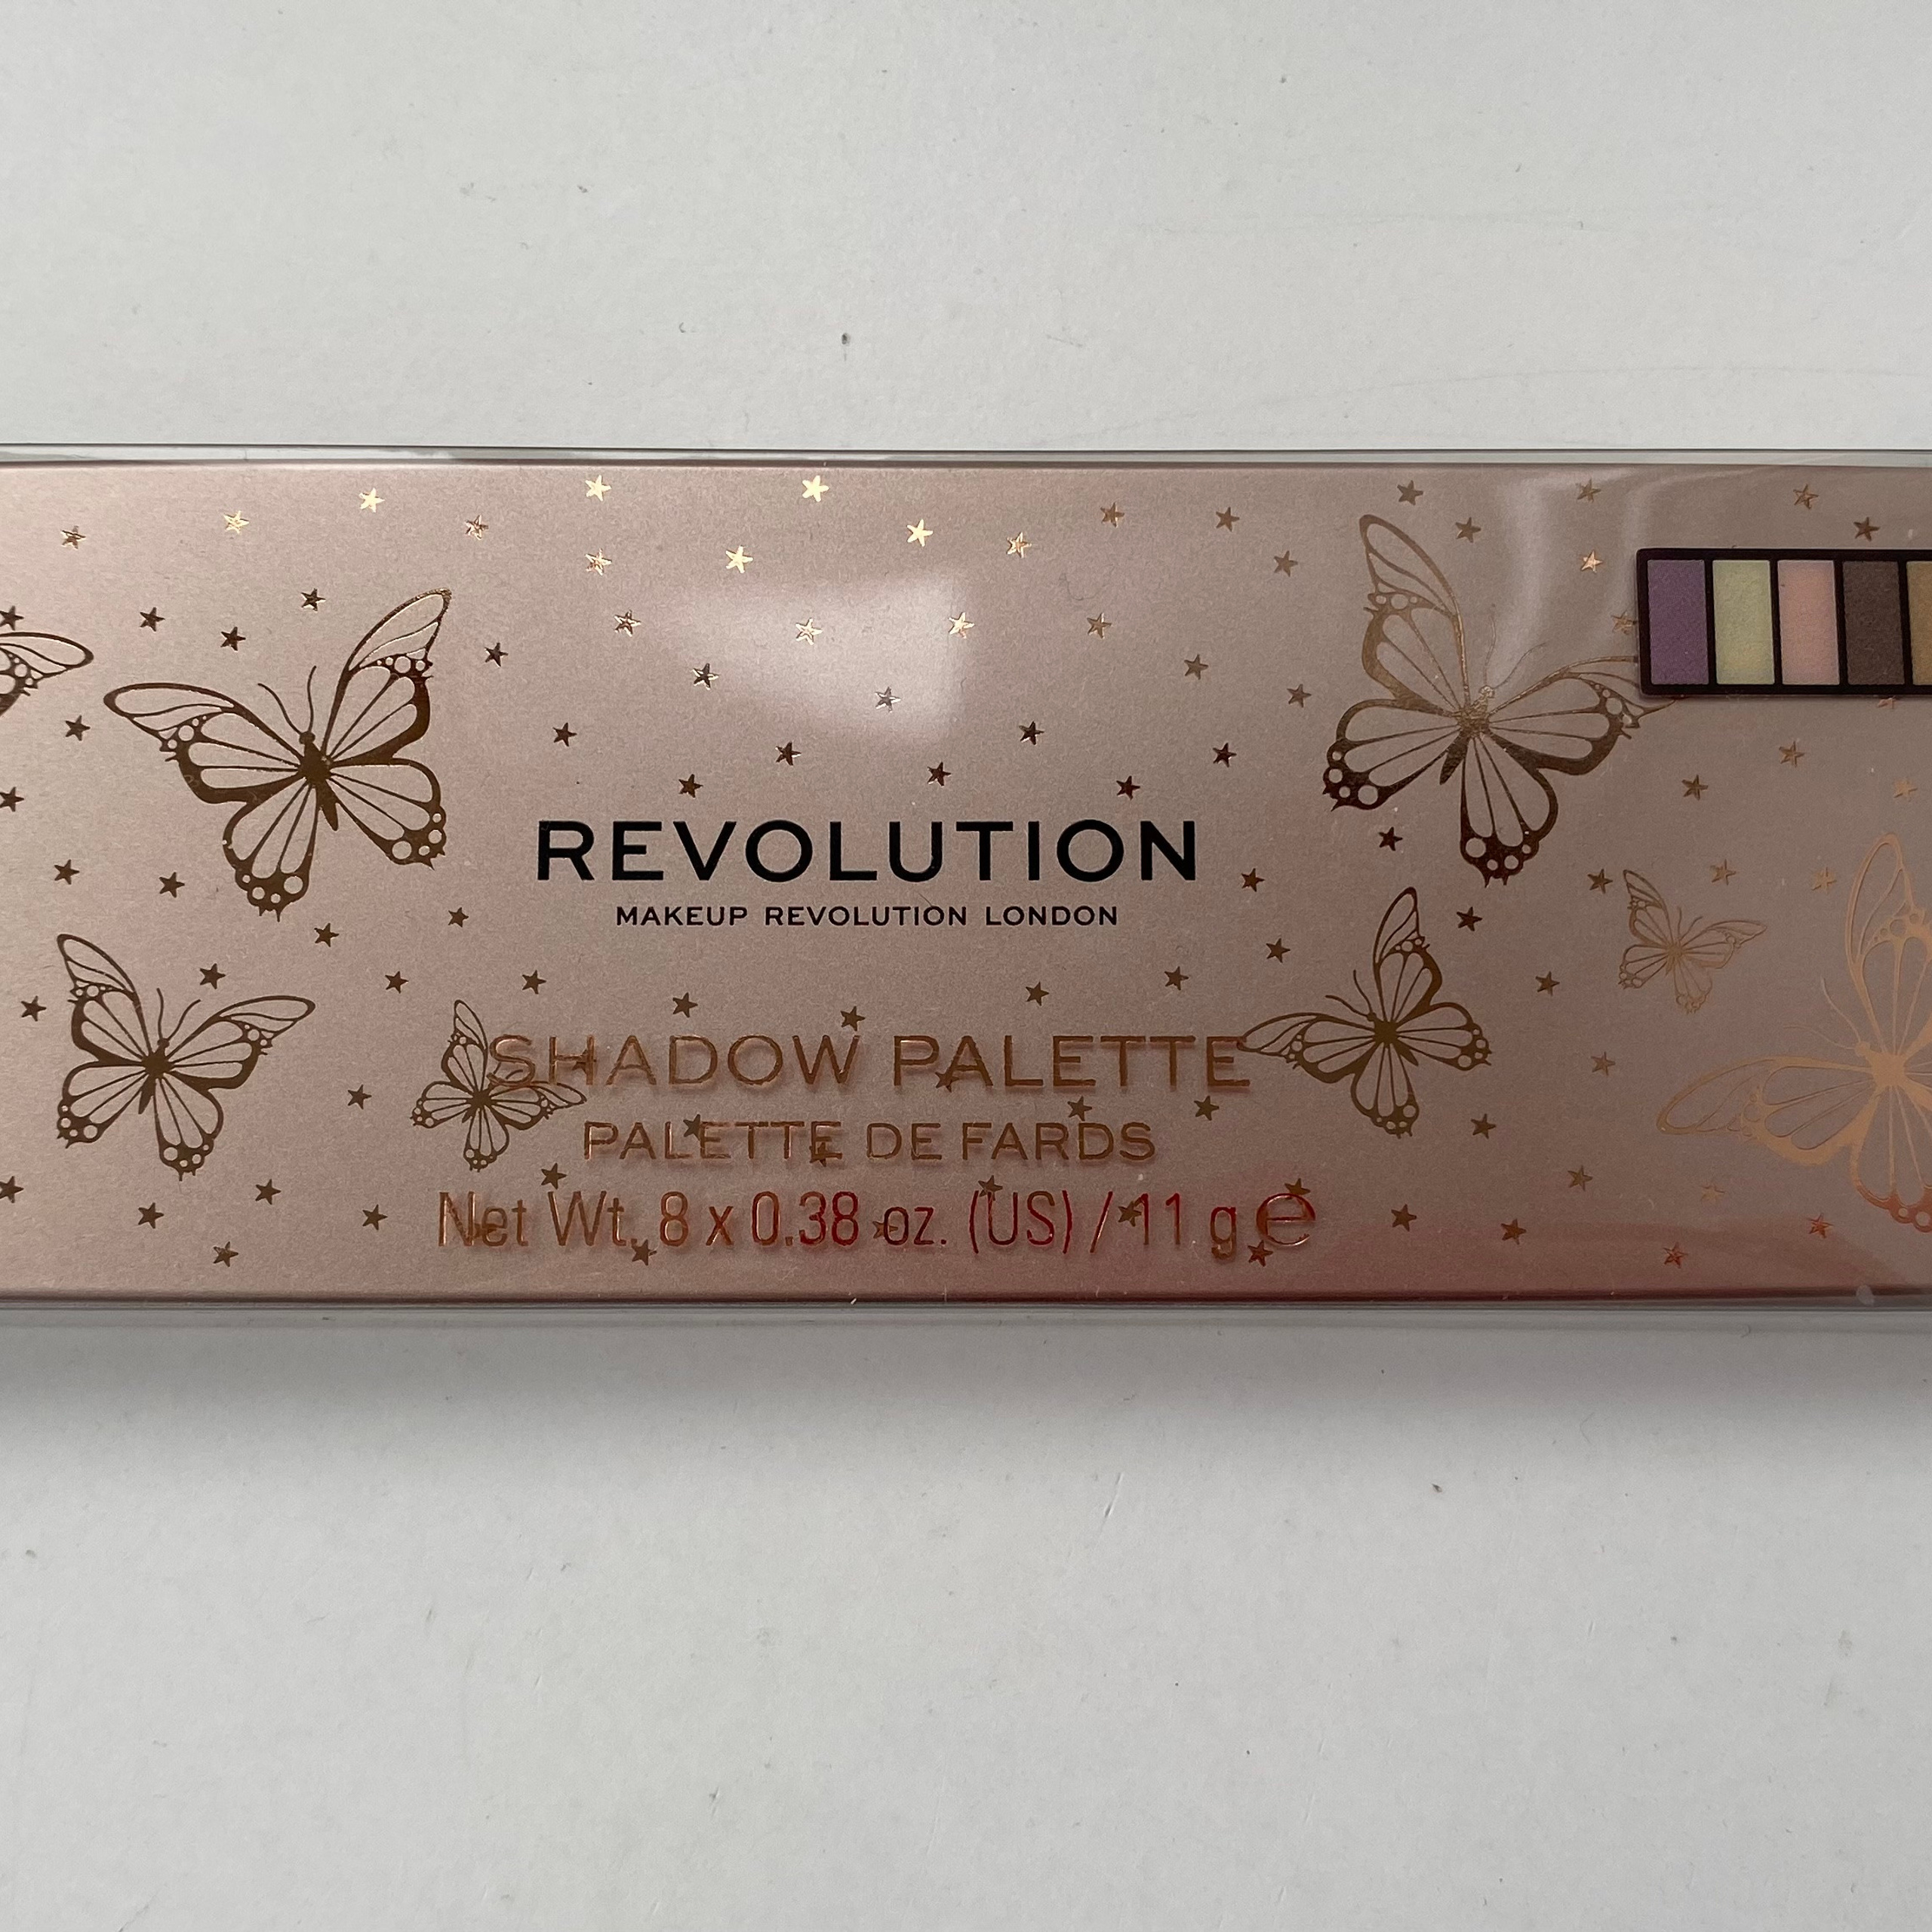 REVOLUTION
MAKEUP REVOLUTION LONDON
SHADOW PALETTE
PALETTE DE FARDS
Net Wt. 8 x 0.38 oz. (US) / 11 g e